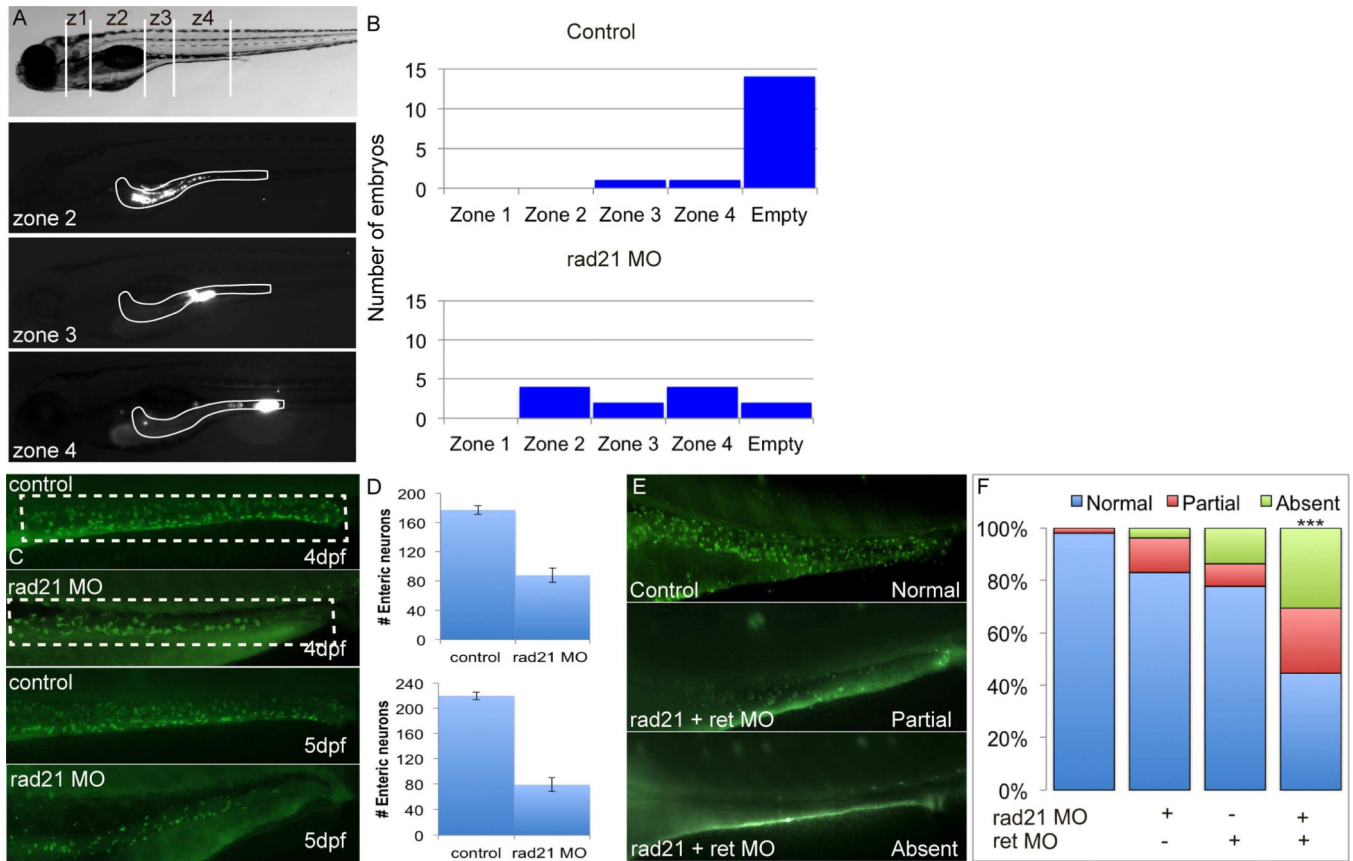 A
z1 z2 z3 z4
zone 2
zone 3
zone 4
B
Control
15
10
5
0
Zone 1 Zone 2 Zone 3 Zone 4 Empty
Number of embryos
rad21 MO
15
10
5
0
Zone 1 Zone 2 Zone 3 Zone 4 Empty
control
C
4dpf
rad21 MO
4dpf
control
5dpf
rad21 MO
5dpf
D
# Enteric neurons
200
160
120
80
40
0
control rad21 MO
# Enteric neurons
240
200
160
120
80
40
0
control rad21 MO
E
Control Normal
rad21 + ret MO Partial
rad21 + ret MO Absent
F
Normal Partial Absent
***
100%
80%
60%
40%
20%
0%
rad21 MO + - +
ret MO - + +